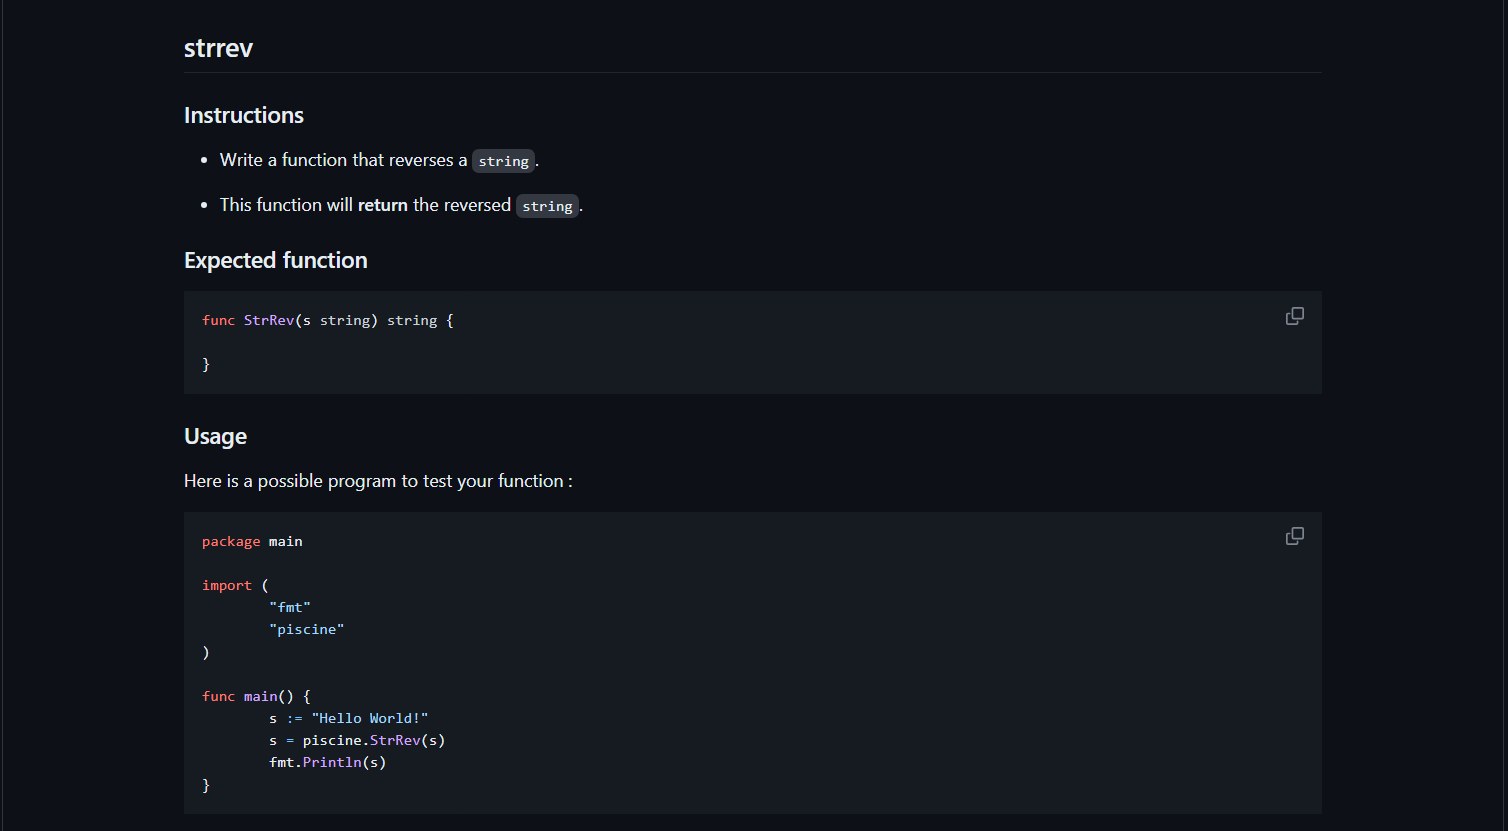 strrev
Instructions
• Write a function that reverses a string.
• This function will return the reversed string.
Expected function
func StrRev(s string) string {
}
Usage
Here is a possible program to test your function :
package main
import (
        "fmt"
        "piscine"
)
func main() {
        s := "Hello World!"
        s = piscine.StrRev(s)
        fmt.Println(s)
}